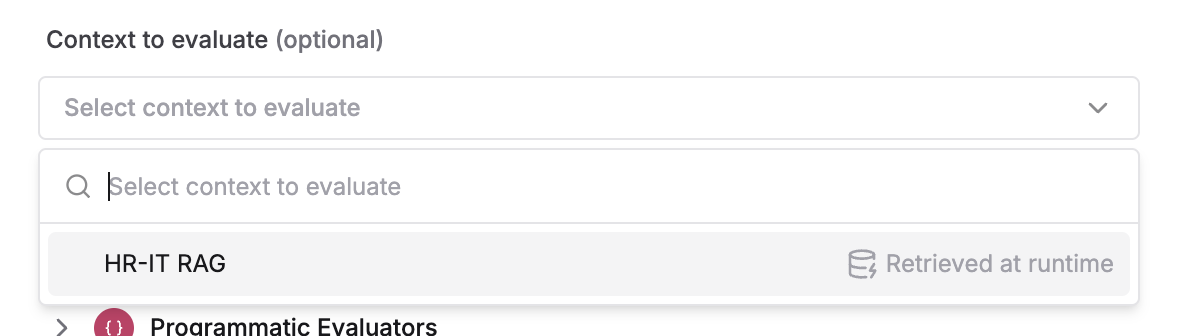 Context to evaluate (optional)
Select context to evaluate
Select context to evaluate
HR-IT RAG Retrieved at runtime
{} Programmatic Evaluators